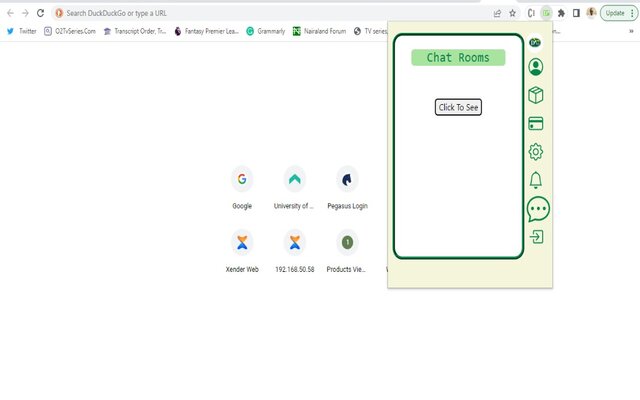 Search DuckDuckGo or type a URL
Update
Twitter
O2TvSeries.Com
Transcript Order, Tr...
Fantasy Premier Lea...
Grammarly
Nairaland Forum
TV series,
on...
»
Chat Rooms
Click To See
Google
University of ...
Pegasus Login
Xender Web
192.168.50.58
1
Products Vie...